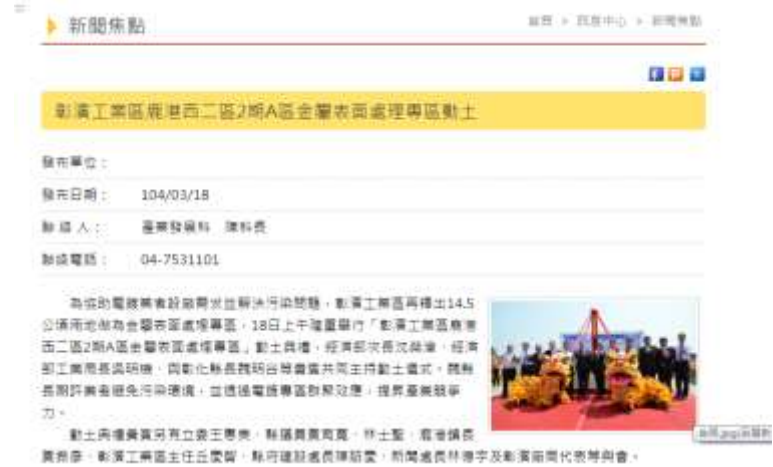 新聞焦點
首頁 > 訊息中心 > 新聞焦點
彰濱工業區鹿港西二區2期A區金屬表面處理專區動土
發布單位：
發布日期： 104/03/18
聯絡人： 產業發展科 陳科長
聯絡電話： 04-7531101
為協助電鍍業者設廠需求並解決汙染問題，彰濱工業區再釋出14.5
公頃用地做為金屬表面處理專區，18日上午隆重舉行「彰濱工業區鹿港
西二區2期A區金屬表面處理專區」動土典禮，經濟部次長沈榮津、經濟
部工業局長吳明機、與彰化縣長魏明谷等貴賓共同主持動土儀式。魏縣
長期許業者避免汙染環境，並透過電鍍專區群聚效應，提昇產業競爭
力。
動土典禮貴賓另有立委王惠美、縣議員黃育寬、林士堅、鹿港鎮長
黃振彥、彰濱工業區主任丘愛智、縣府建設處長陳、新聞處長林 字及彰濱廠商代表等與會。